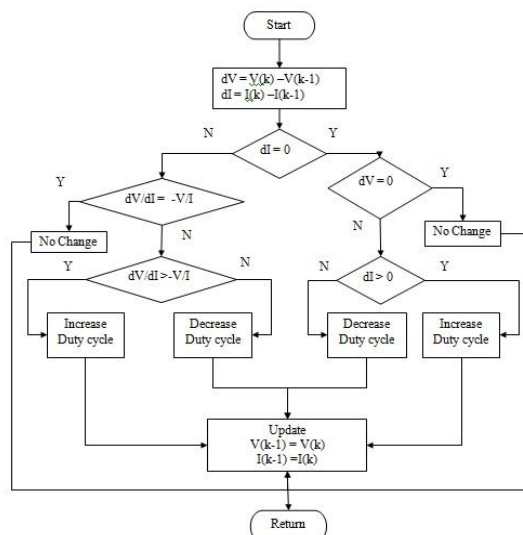 Start
dV = V(k) –V(k-1)
dI = I(k) –I(k-1)
N
Y
dI = 0
Y
dV/dI = -V/I
dV = 0
Y
No Change
N
N
No Change
Y
dV/dI >-V/I
N
N
dI > 0
Y
Increase
Duty cycle
Decrease
Duty cycle
Decrease
Duty cycle
Increase
Duty cycle
Update
V(k-1) = V(k)
I(k-1) =I(k)
Return